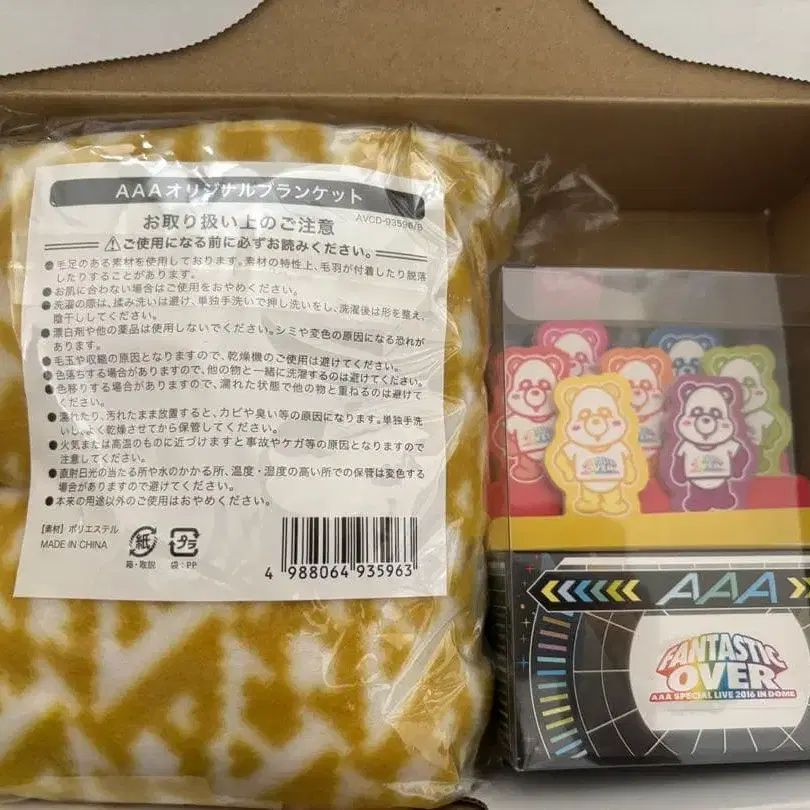 AAAオリジナルブランケット
AVCD-93596/B
お取り扱い上のご注意
⚠ご使用になる前に必ずお読みください。
●毛足のある素材を使用しております。素材の特性上、毛羽が付着したり脱落
したりすることがあります。
●お肌に合わない場合はご使用をおやめください。
●洗濯の際は、揉み洗いは避け、単独手洗いで押し洗いをし、洗濯後は形を整え、
陰干ししてください。
●漂白剤や他の薬品は使用しないでください。シミや変色の原因になる恐れが
あります。
●毛玉や収縮の原因となりますので、乾燥機のご使用は避けてください。
●色落ちする場合がありますので、他の物と一緒に洗濯するのは避けてください。
●色移りする場合がありますので、濡れた状態で他の物と重ねるのは避けて
ください。
●濡れたり、汚れたまま放置すると、カビや臭い等の原因になります。単独手洗
いし、よく乾燥させてから保管してください。
●火気または高温のものに近づけますと事故やケガ等の原因となりますので
注意してください。
●直射日光の当たる所や水のかかる所、温度・湿度の高い所での保管は変色する
場合がありますので避けてください。
●本来の用途以外のご使用はおやめください。
【素材】ポリエステル
MADE IN CHINA
紙
箱・取説
プラ
袋:PP
4 988064 935963
AAA
FANTASTIC
OVER
AAA SPECIAL LIVE 2016 IN DOME